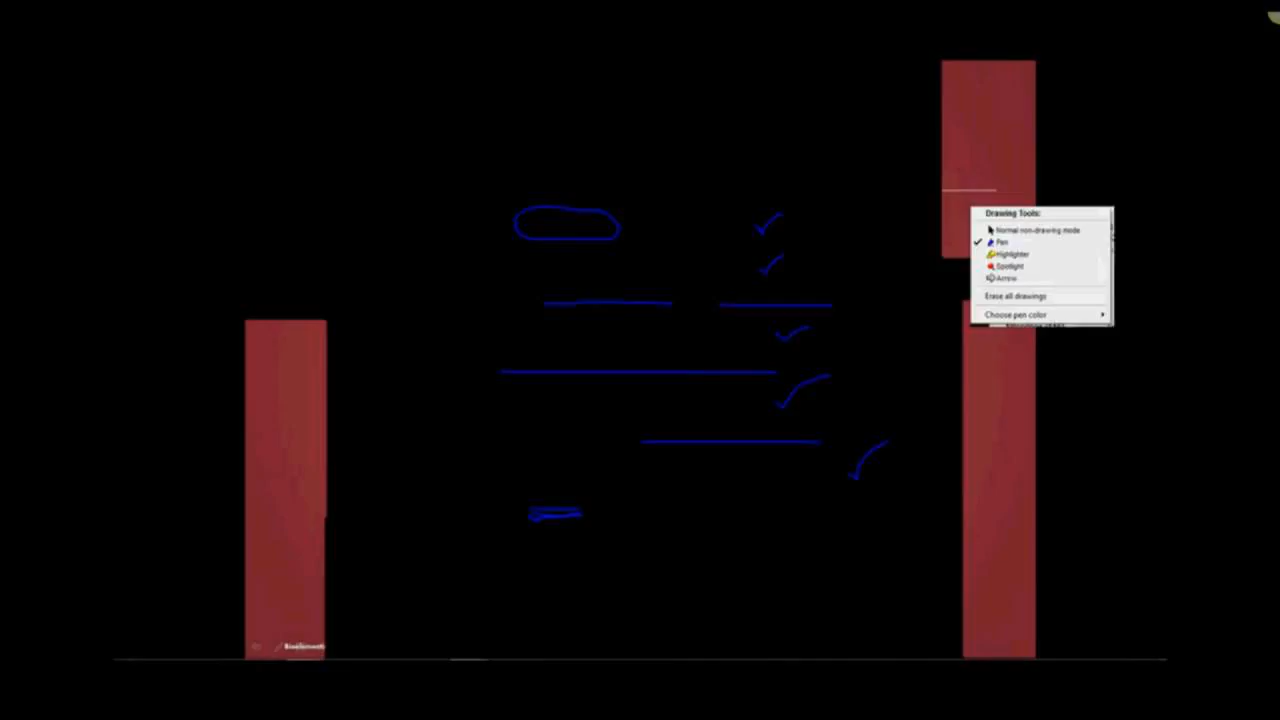 Drawing Tools:
Normal non-drawing mode
Pen
Highlighter
Spotlight
Arrow
Erase all drawings
Choose pen color